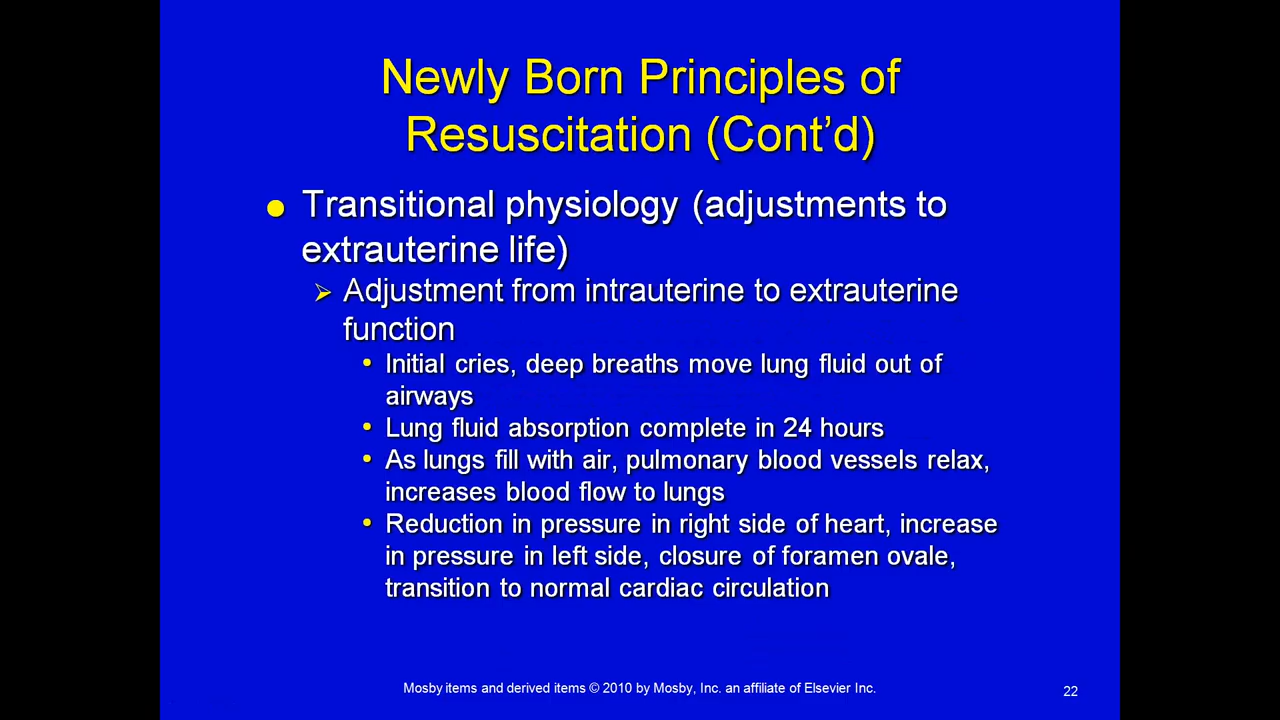 Newly Born Principles of
Resuscitation (Cont’d)
● Transitional physiology (adjustments to
extrauterine life)
➢ Adjustment from intrauterine to extrauterine
function
• Initial cries, deep breaths move lung fluid out of
airways
• Lung fluid absorption complete in 24 hours
• As lungs fill with air, pulmonary blood vessels relax,
increases blood flow to lungs
• Reduction in pressure in right side of heart, increase
in pressure in left side, closure of foramen ovale,
transition to normal cardiac circulation
Mosby items and derived items © 2010 by Mosby, Inc. an affiliate of Elsevier Inc.
22